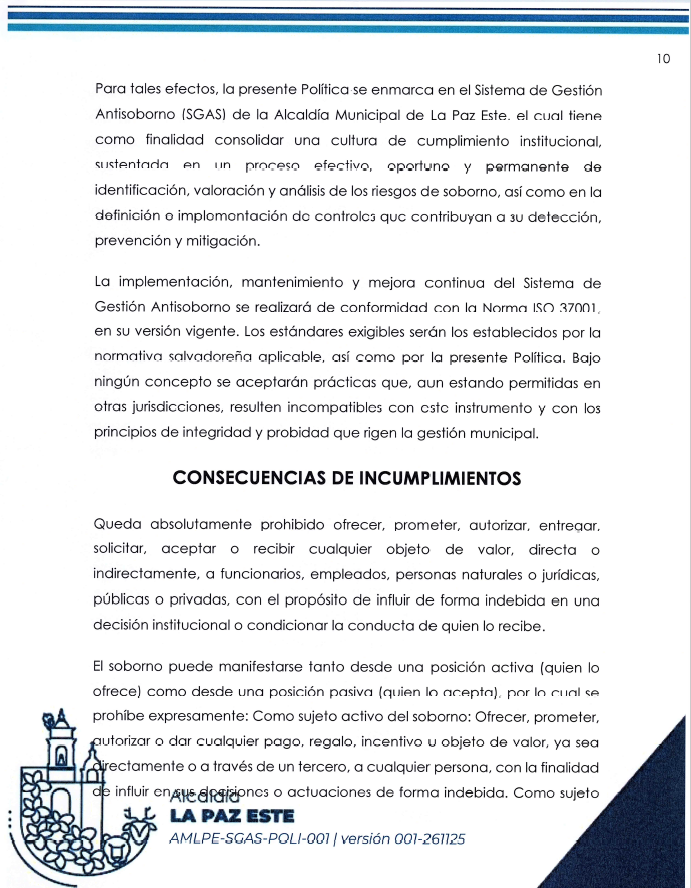 10
Para tales efectos, la presente Política se enmarca en el Sistema de Gestión
Antisoborno (SGAS) de la Alcaldía Municipal de La Paz Este, el cual tiene
como finalidad consolidar una cultura de cumplimiento institucional,
sustentada en un proceso efectivo, oportuno y permanente de
identificación, valoración y análisis de los riesgos de soborno, así como en la
definición e implementación de controles que contribuyan a su detección,
prevención y mitigación.
La implementación, mantenimiento y mejora continua del Sistema de
Gestión Antisoborno se realizará de conformidad con la Norma ISO 37001,
en su versión vigente. Los estándares exigibles serán los establecidos por la
normativa salvadoreña aplicable, así como por la presente Política. Bajo
ningún concepto se aceptarán prácticas que, aun estando permitidas en
otras jurisdicciones, resulten incompatibles con este instrumento y con los
principios de integridad y probidad que rigen la gestión municipal.
CONSECUENCIAS DE INCUMPLIMIENTOS
Queda absolutamente prohibido ofrecer, prometer, autorizar, entregar,
solicitar, aceptar o recibir cualquier objeto de valor, directa o
indirectamente, a funcionarios, empleados, personas naturales o jurídicas,
públicas o privadas, con el propósito de influir de forma indebida en una
decisión institucional o condicionar la conducta de quien lo recibe.
El soborno puede manifestarse tanto desde una posición activa (quien lo
ofrece) como desde una posición pasiva (quien lo acepta), por lo cual se
prohíbe expresamente: Como sujeto activo del soborno: Ofrecer, prometer,
autorizar o dar cualquier pago, regalo, incentivo u objeto de valor, ya sea
directamente o a través de un tercero, a cualquier persona, con la finalidad
de influir en sus decisiones o actuaciones de forma indebida. Como sujeto
Alcaldía
LA PAZ ESTE
AMLPE-SGAS-POLI-001 | versión 001-261125